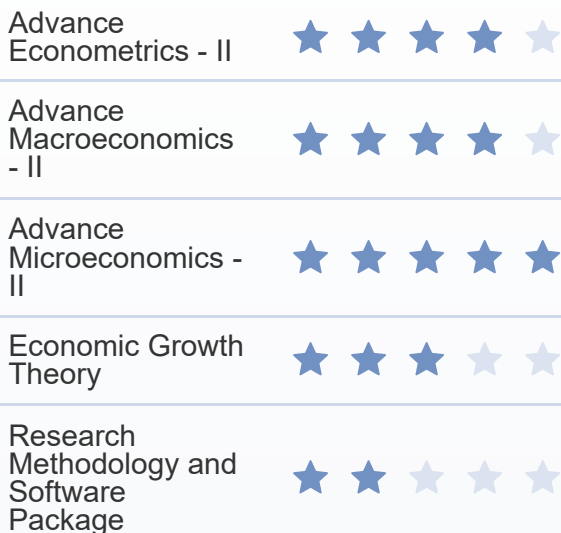 Advance
Econometrics - II
Advance
Macroeconomics
- II
Advance
Microeconomics -
II
Economic Growth
Theory
Research
Methodology and
Software
Package